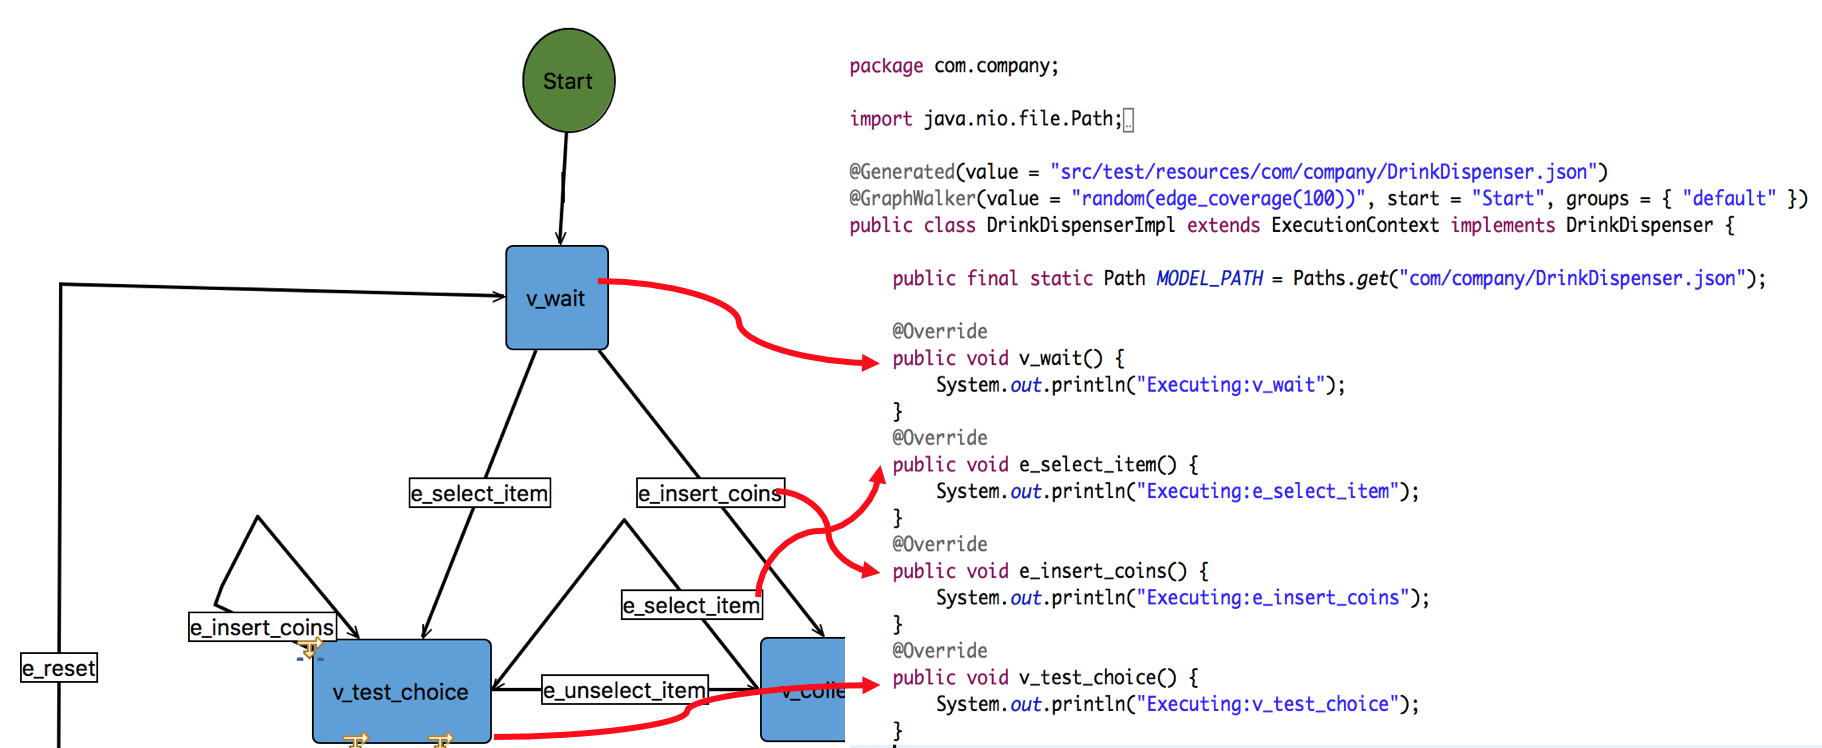 Start
v_wait
e_select_item
e_insert_coins
e_select_item
e_insert_coins
e_reset
v_test_choice
e_unselect_item
v_colle
package com.company;
import java.nio.file.Path;
@Generated(value = "src/test/resources/com/company/DrinkDispenser.json")
@GraphWalker(value = "random(edge_coverage(100))", start = "Start", groups = { "default" })
public class DrinkDispenserImpl extends ExecutionContext implements DrinkDispenser {
public final static Path MODEL_PATH = Paths.get("com/company/DrinkDispenser.json");
@Override
public void v_wait() {
System.out.println("Executing:v_wait");
}
@Override
public void e_select_item() {
System.out.println("Executing:e_select_item");
}
@Override
public void e_insert_coins() {
System.out.println("Executing:e_insert_coins");
}
@Override
public void v_test_choice() {
System.out.println("Executing:v_test_choice");
}